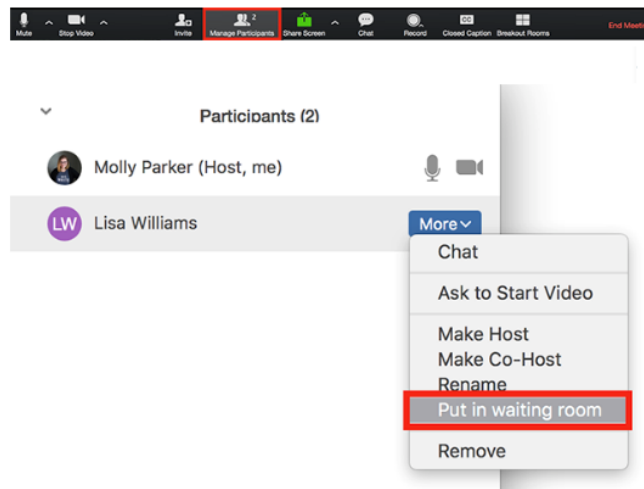 2
Mute Stop Video Invite Manage Participants Share Screen Chat Record Closed Caption Breakout Rooms End Meeti
CC
Participants (2)
Molly Parker (Host, me)
LW Lisa Williams More
Chat
Ask to Start Video
Make Host
Make Co-Host
Rename
Put in waiting room
Remove